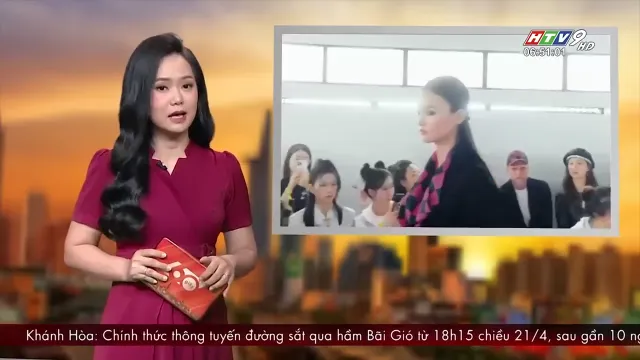 HTV9 HD
06:51:01
Khánh Hòa: Chính thức thông tuyến đường sắt qua hầm Bãi Gió từ 18h15 chiều 21/4, sau gần 10 ng